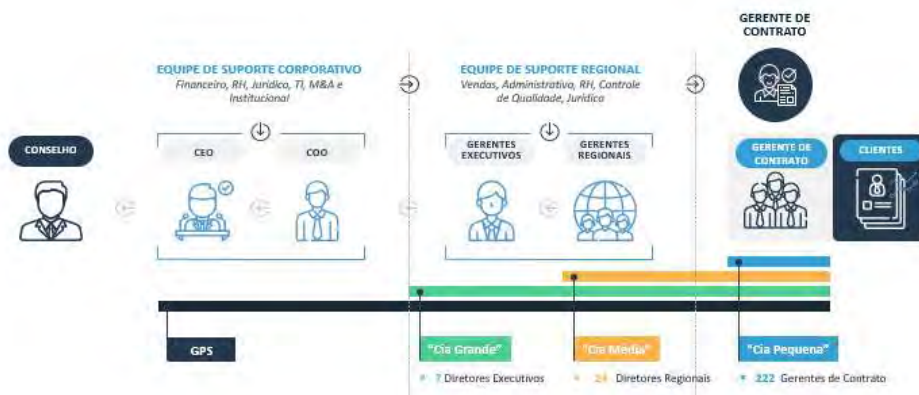 GERENTE DE
CONTRATO
EQUIPE DE SUPORTE CORPORATIVO
Financeiro, RH, Jurídico, TI, M&A e
Institucional
EQUIPE DE SUPORTE REGIONAL
Vendas, Administrativo, RH, Controle
de Qualidade, Jurídico
CONSELHO
CEO
COO
GERENTES
EXECUTIVOS
GERENTES
REGIONAIS
GERENTE DE
CONTRATO
CLIENTES
GPS
"Cia Grande"
"Cia Média"
"Cia Pequena"
7 Diretores Executivos
Diretores Regionais
222 Gerentes de Contrato